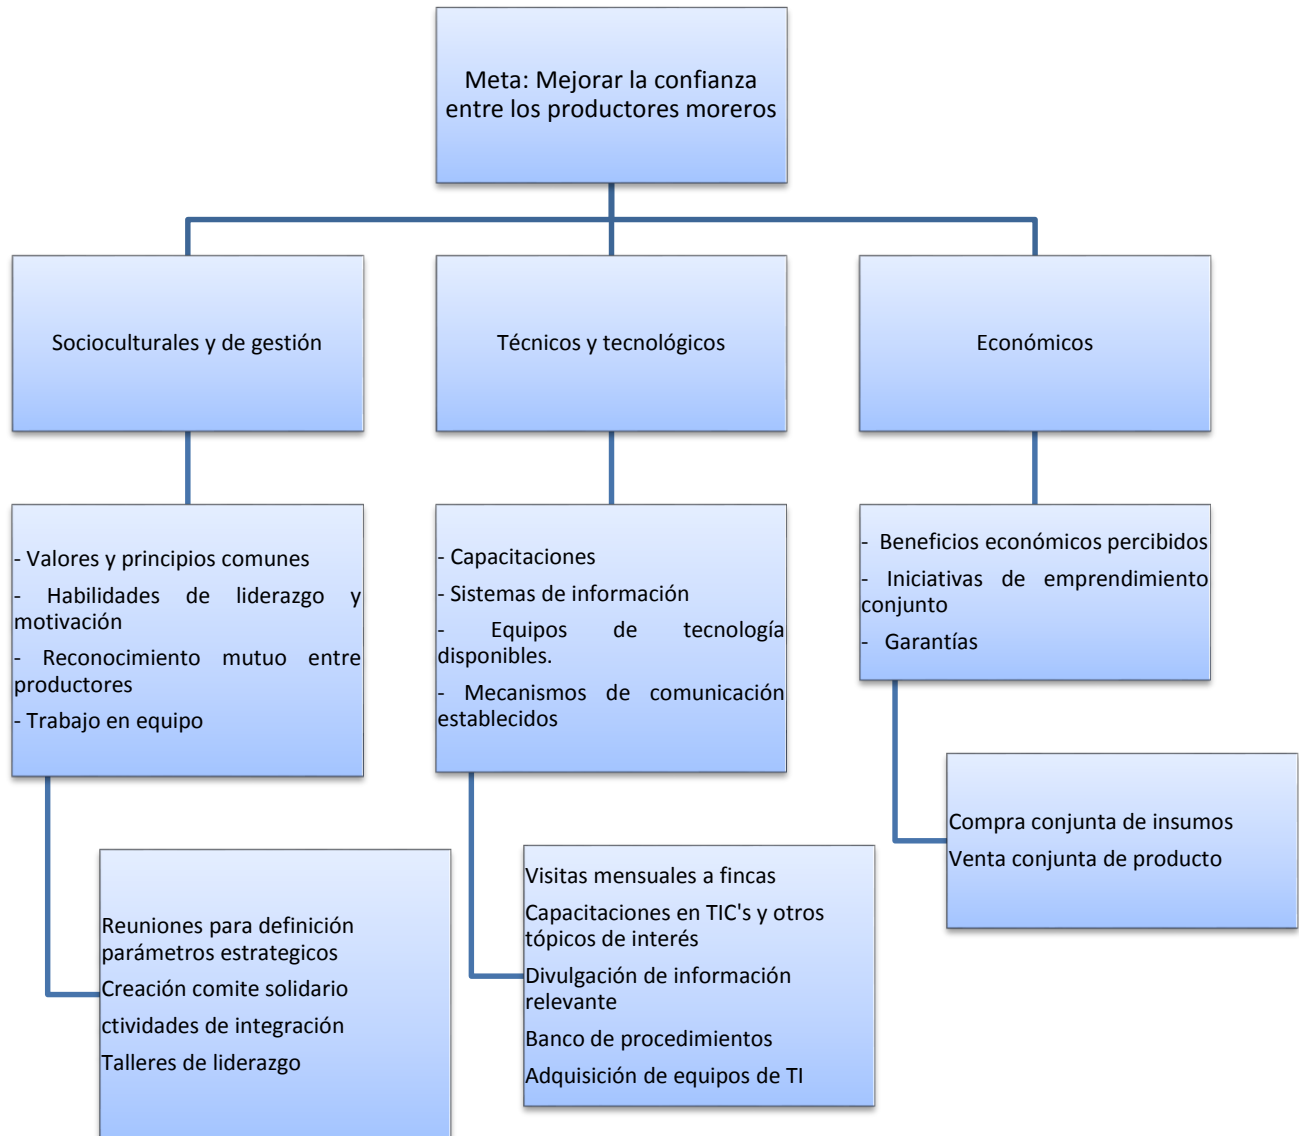 Meta: Mejorar la confianza
entre los productores moreros
Socioculturales y de gestión
Técnicos y tecnológicos
Económicos
- Valores y principios comunes
- Habilidades de liderazgo y
motivación
- Reconocimiento mutuo entre
productores
- Trabajo en equipo
- Capacitaciones
- Sistemas de información
- Equipos de tecnología
disponibles.
- Mecanismos de comunicación
establecidos
- Beneficios económicos percibidos
- Iniciativas de emprendimiento
conjunto
- Garantías
Reuniones para definición
parámetros estrategicos
Creación comite solidario
ctividades de integración
Talleres de liderazgo
Visitas mensuales a fincas
Capacitaciones en TIC's y otros
tópicos de interés
Divulgación de información
relevante
Banco de procedimientos
Adquisición de equipos de TI
Compra conjunta de insumos
Venta conjunta de producto